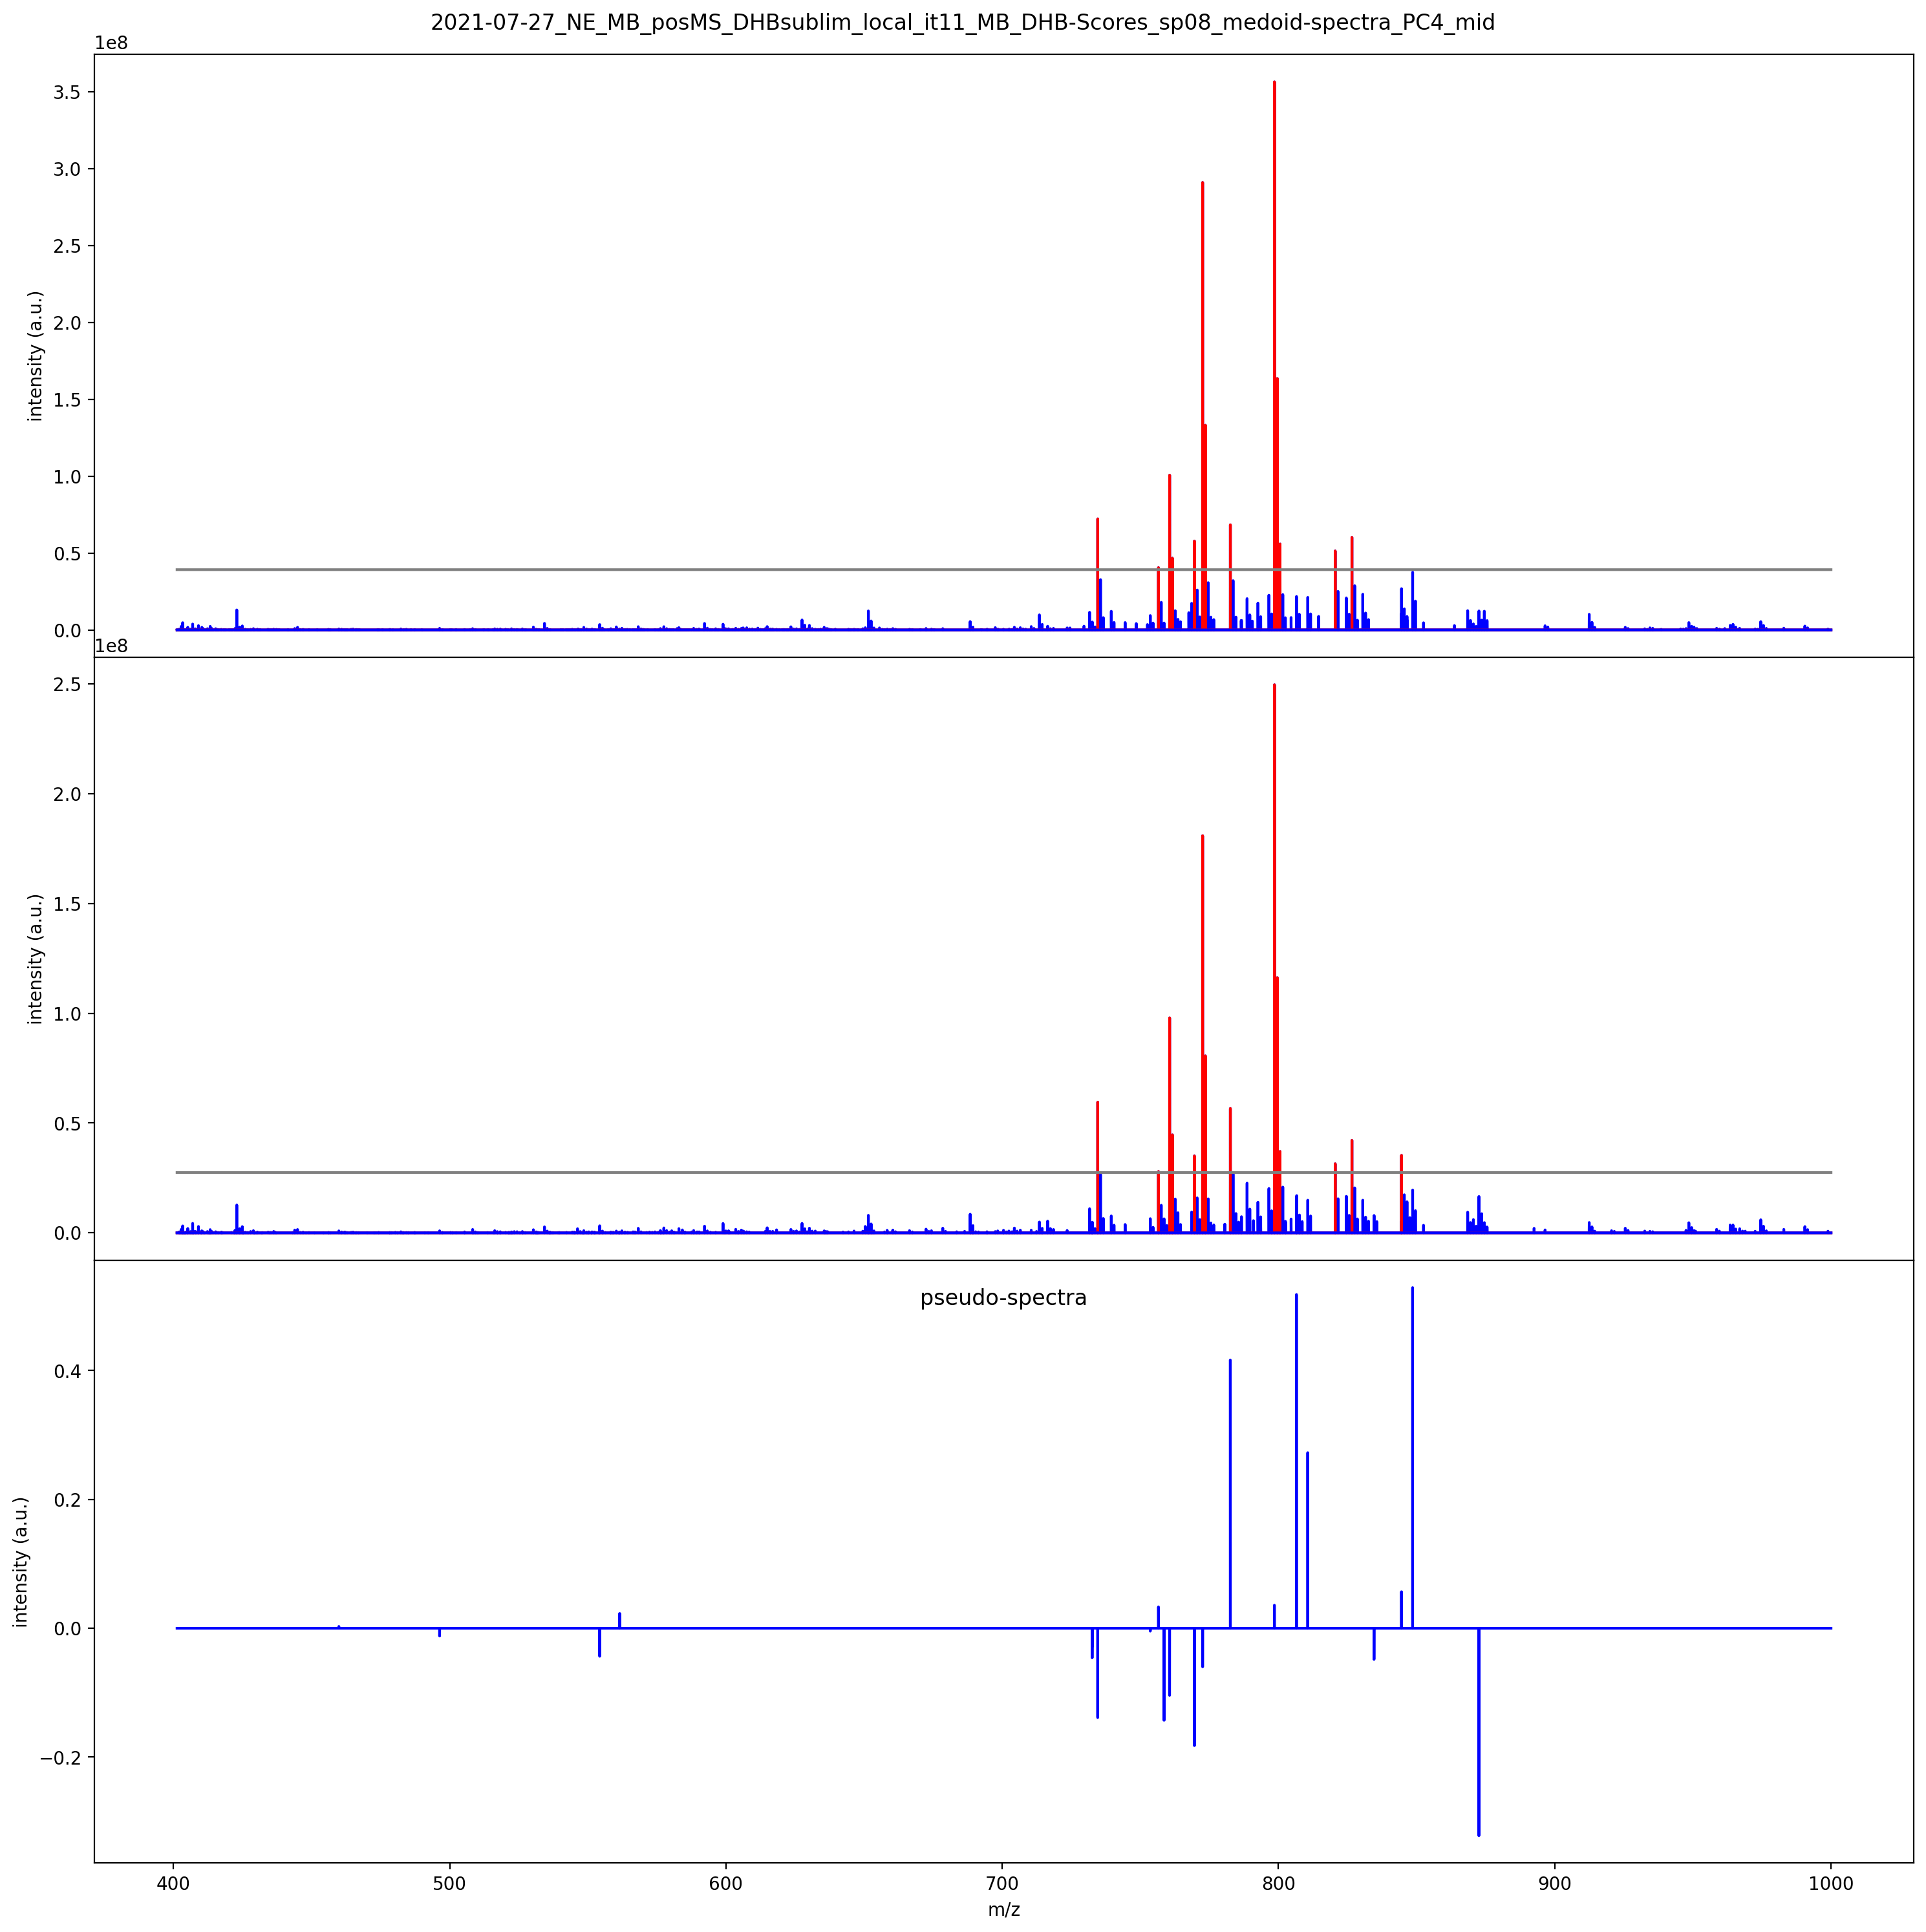 2021-07-27_NE_MB_posMS_DHBsublim_local_it11_MB_DHB-Scores_sp08_medoid-spectra_PC4_mid
1e8
3.5
3.0
2.5
2.0
1.5
1.0
0.5
0.0
intensity (a.u.)
1e8
2.5
2.0
1.5
1.0
0.5
0.0
intensity (a.u.)
pseudo-spectra
0.4
0.2
0.0
−0.2
intensity (a.u.)
400 500 600 700 800 900 1000
m/z